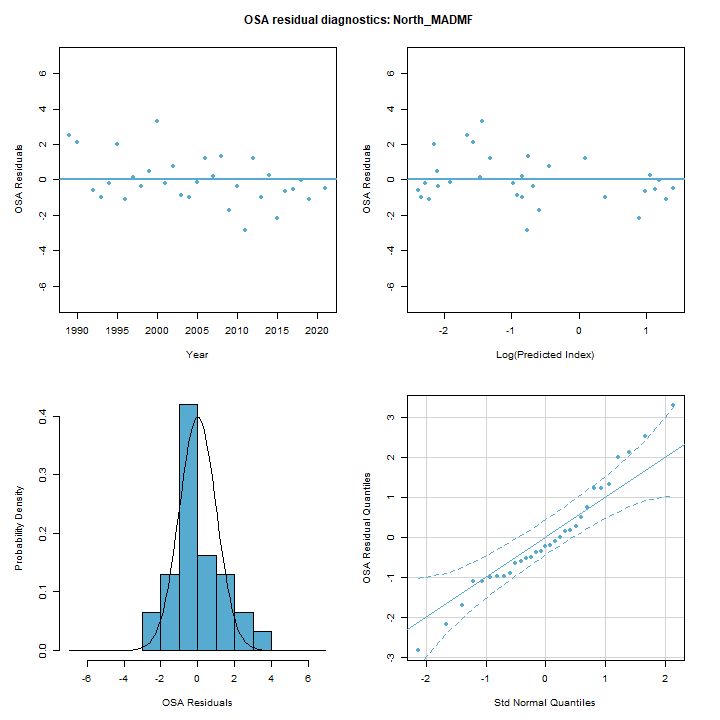 OSA residual diagnostics: North_MADMF
OSA Residuals
6
4
2
0
-2
-4
-6
1990 1995 2000 2005 2010 2015 2020
Year
OSA Residuals
6
4
2
0
-2
-4
-6
-2 -1 0 1
Log(Predicted Index)
Probability Density
0.4
0.3
0.2
0.1
0.0
-6 -4 -2 0 2 4 6
OSA Residuals
OSA Residual Quantiles
3
2
1
0
-1
-2
-3
-2 -1 0 1 2
Std Normal Quantiles